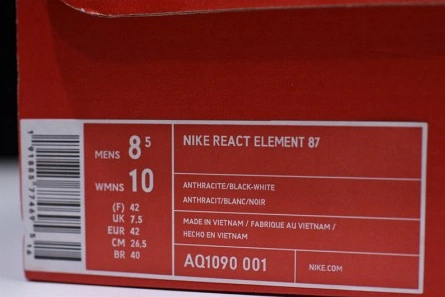 MENS 8 5
WMNS 10
(F) 42
UK 7.5
EUR 42
CM 26.5
BR 40
NIKE REACT ELEMENT 87
ANTHRACITE/BLACK-WHITE
ANTHRACIT/BLANC/NOIR
MADE IN VIETNAM / FABRIQUE AU VIETNAM /
HECHO EN VIETNAM
AQ1090 001
NIKE.COM